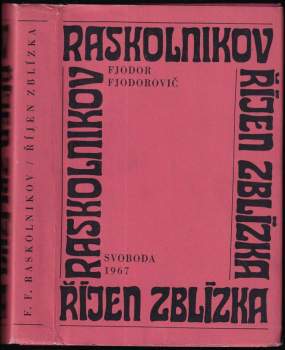 F. F. RASKOLNIKOV / ŘÍJEN ZBLÍZKA
RASKOLNIKOV
FJODOR
FJODOROVIČ
RASKOLNIKOV
ŘÍJEN ZBLÍZKA
SVOBODA
1967
ŘÍJEN ZBLÍZKA